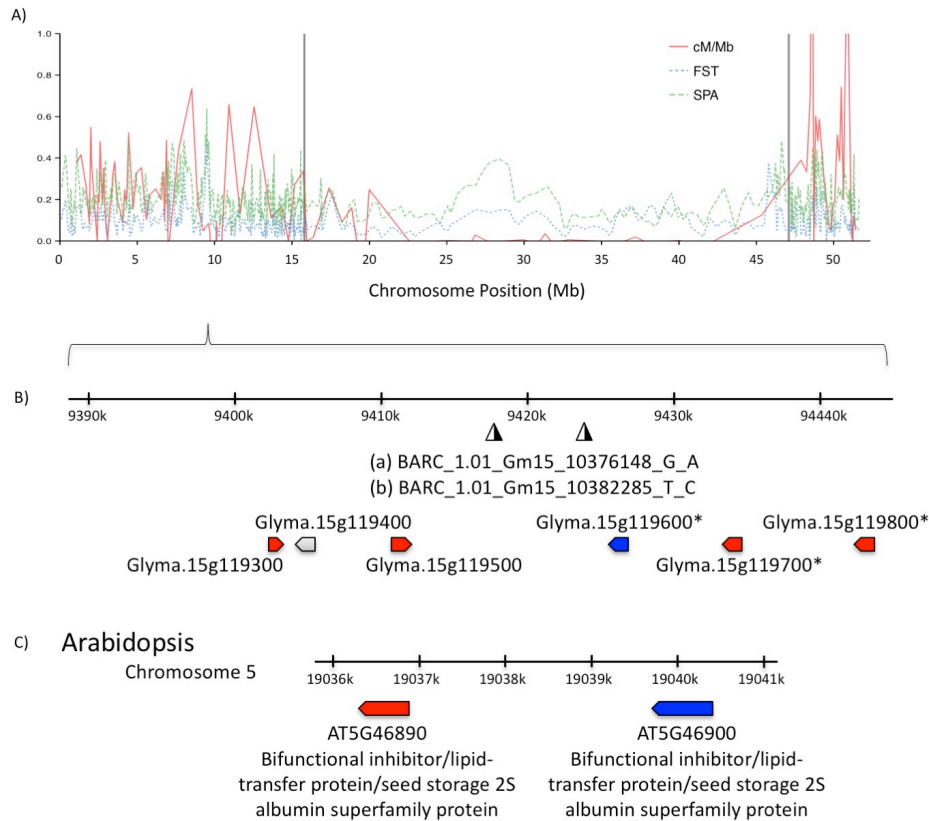 A)
1.0
0.8
0.6
0.4
0.2
0.0
cM/Mb
FST
SPA
0 5 10 15 20 25 30 35 40 45 50
Chromosome Position (Mb)
B)
9390k 9400k 9410k 9420k 9430k 94440k
(a) BARC_1.01_Gm15_10376148_G_A
(b) BARC_1.01_Gm15_10382285_T_C
Glyma.15g119400 Glyma.15g119600* Glyma.15g119800*
Glyma.15g119300 Glyma.15g119500 Glyma.15g119700*
C)
Arabidopsis
Chromosome 5
19036k 19037k 19038k 19039k 19040k 19041k
AT5G46890 AT5G46900
Bifunctional inhibitor/lipid- Bifunctional inhibitor/lipid-
transfer protein/seed storage 2S transfer protein/seed storage 2S
albumin superfamily protein albumin superfamily protein